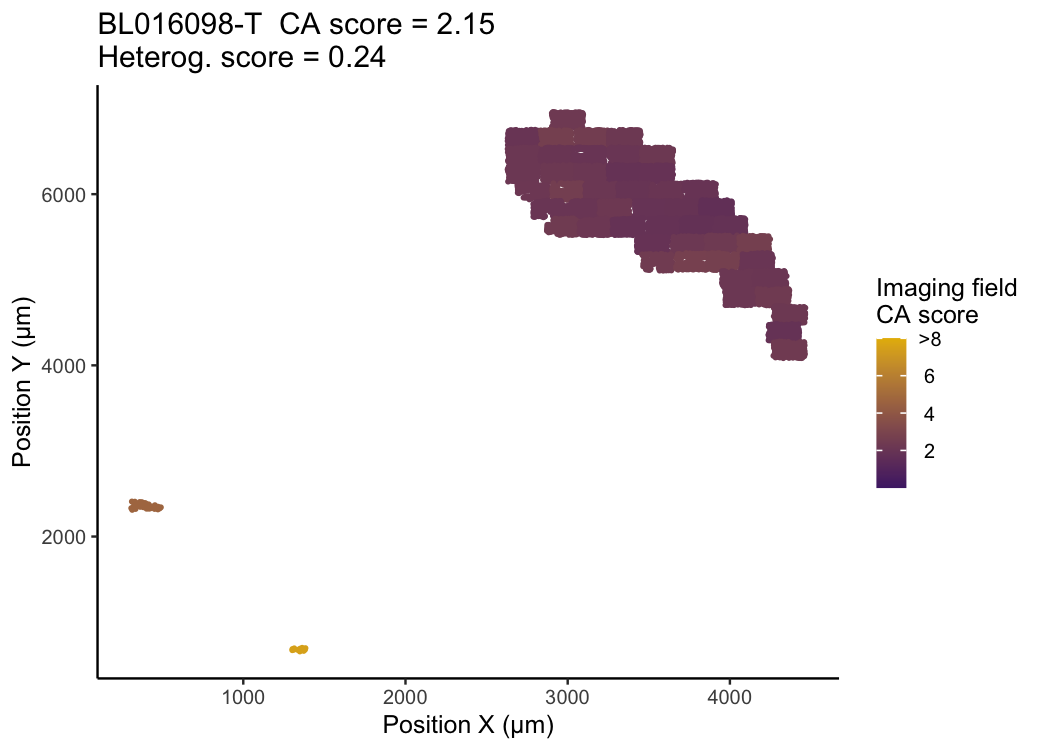 BL016098-T  CA score = 2.15
Heterog. score = 0.24
6000
4000
2000
Position Y (µm)
1000
2000
3000
4000
Position X (µm)
Imaging field
CA score
>8
6
4
2